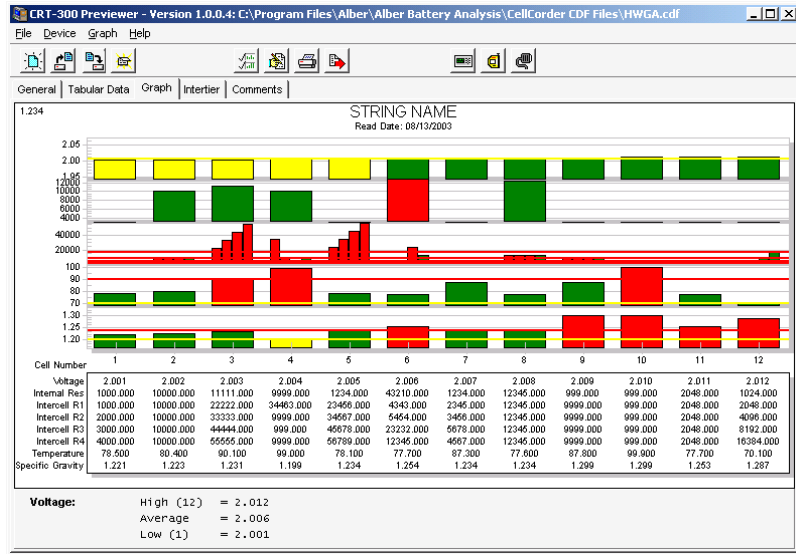 CRT-300 Previewer - Version 1.0.0.4: C:\Program Files\Alber\Alber Battery Analysis\CellCorder CDF Files\HWGA.cdf
File Device Graph Help
General Tabular Data Graph Intertier Comments
1.234
STRING NAME
Read Date: 08/13/2003
2.05
2.00
1.95
12000
10000
8000
6000
4000
40000
20000
100
90
80
70
1.30
1.25
1.20
Cell Number 1 2 3 4 5 6 7 8 9 10 11 12
Voltage 2.001 2.002 2.003 2.004 2.005 2.006 2.007 2.008 2.009 2.010 2.011 2.012
Internal Res 1000.000 10000.000 11111.000 9999.000 1234.000 43210.000 1234.000 12345.000 999.000 999.000 2048.000 1024.000
Intercell R1 1000.000 10000.000 22222.000 34463.000 23456.000 4343.000 2345.000 12345.000 9999.000 999.000 2048.000 2048.000
Intercell R2 2000.000 10000.000 33333.000 9999.000 34567.000 5454.000 3456.000 12345.000 9999.000 999.000 2048.000 4096.000
Intercell R3 3000.000 10000.000 44444.000 999.000 45678.000 23232.000 5678.000 12345.000 9999.000 999.000 2048.000 8192.000
Intercell R4 4000.000 10000.000 55555.000 9999.000 56789.000 12345.000 4567.000 12345.000 9999.000 999.000 2048.000 16384.000
Temperature 78.500 80.400 90.100 99.000 78.100 77.700 87.300 77.600 87.800 99.900 77.700 70.100
Specific Gravity 1.221 1.223 1.231 1.199 1.234 1.254 1.234 1.234 1.299 1.299 1.253 1.287
Voltage: High (12) = 2.012
Average = 2.006
Low (1) = 2.001